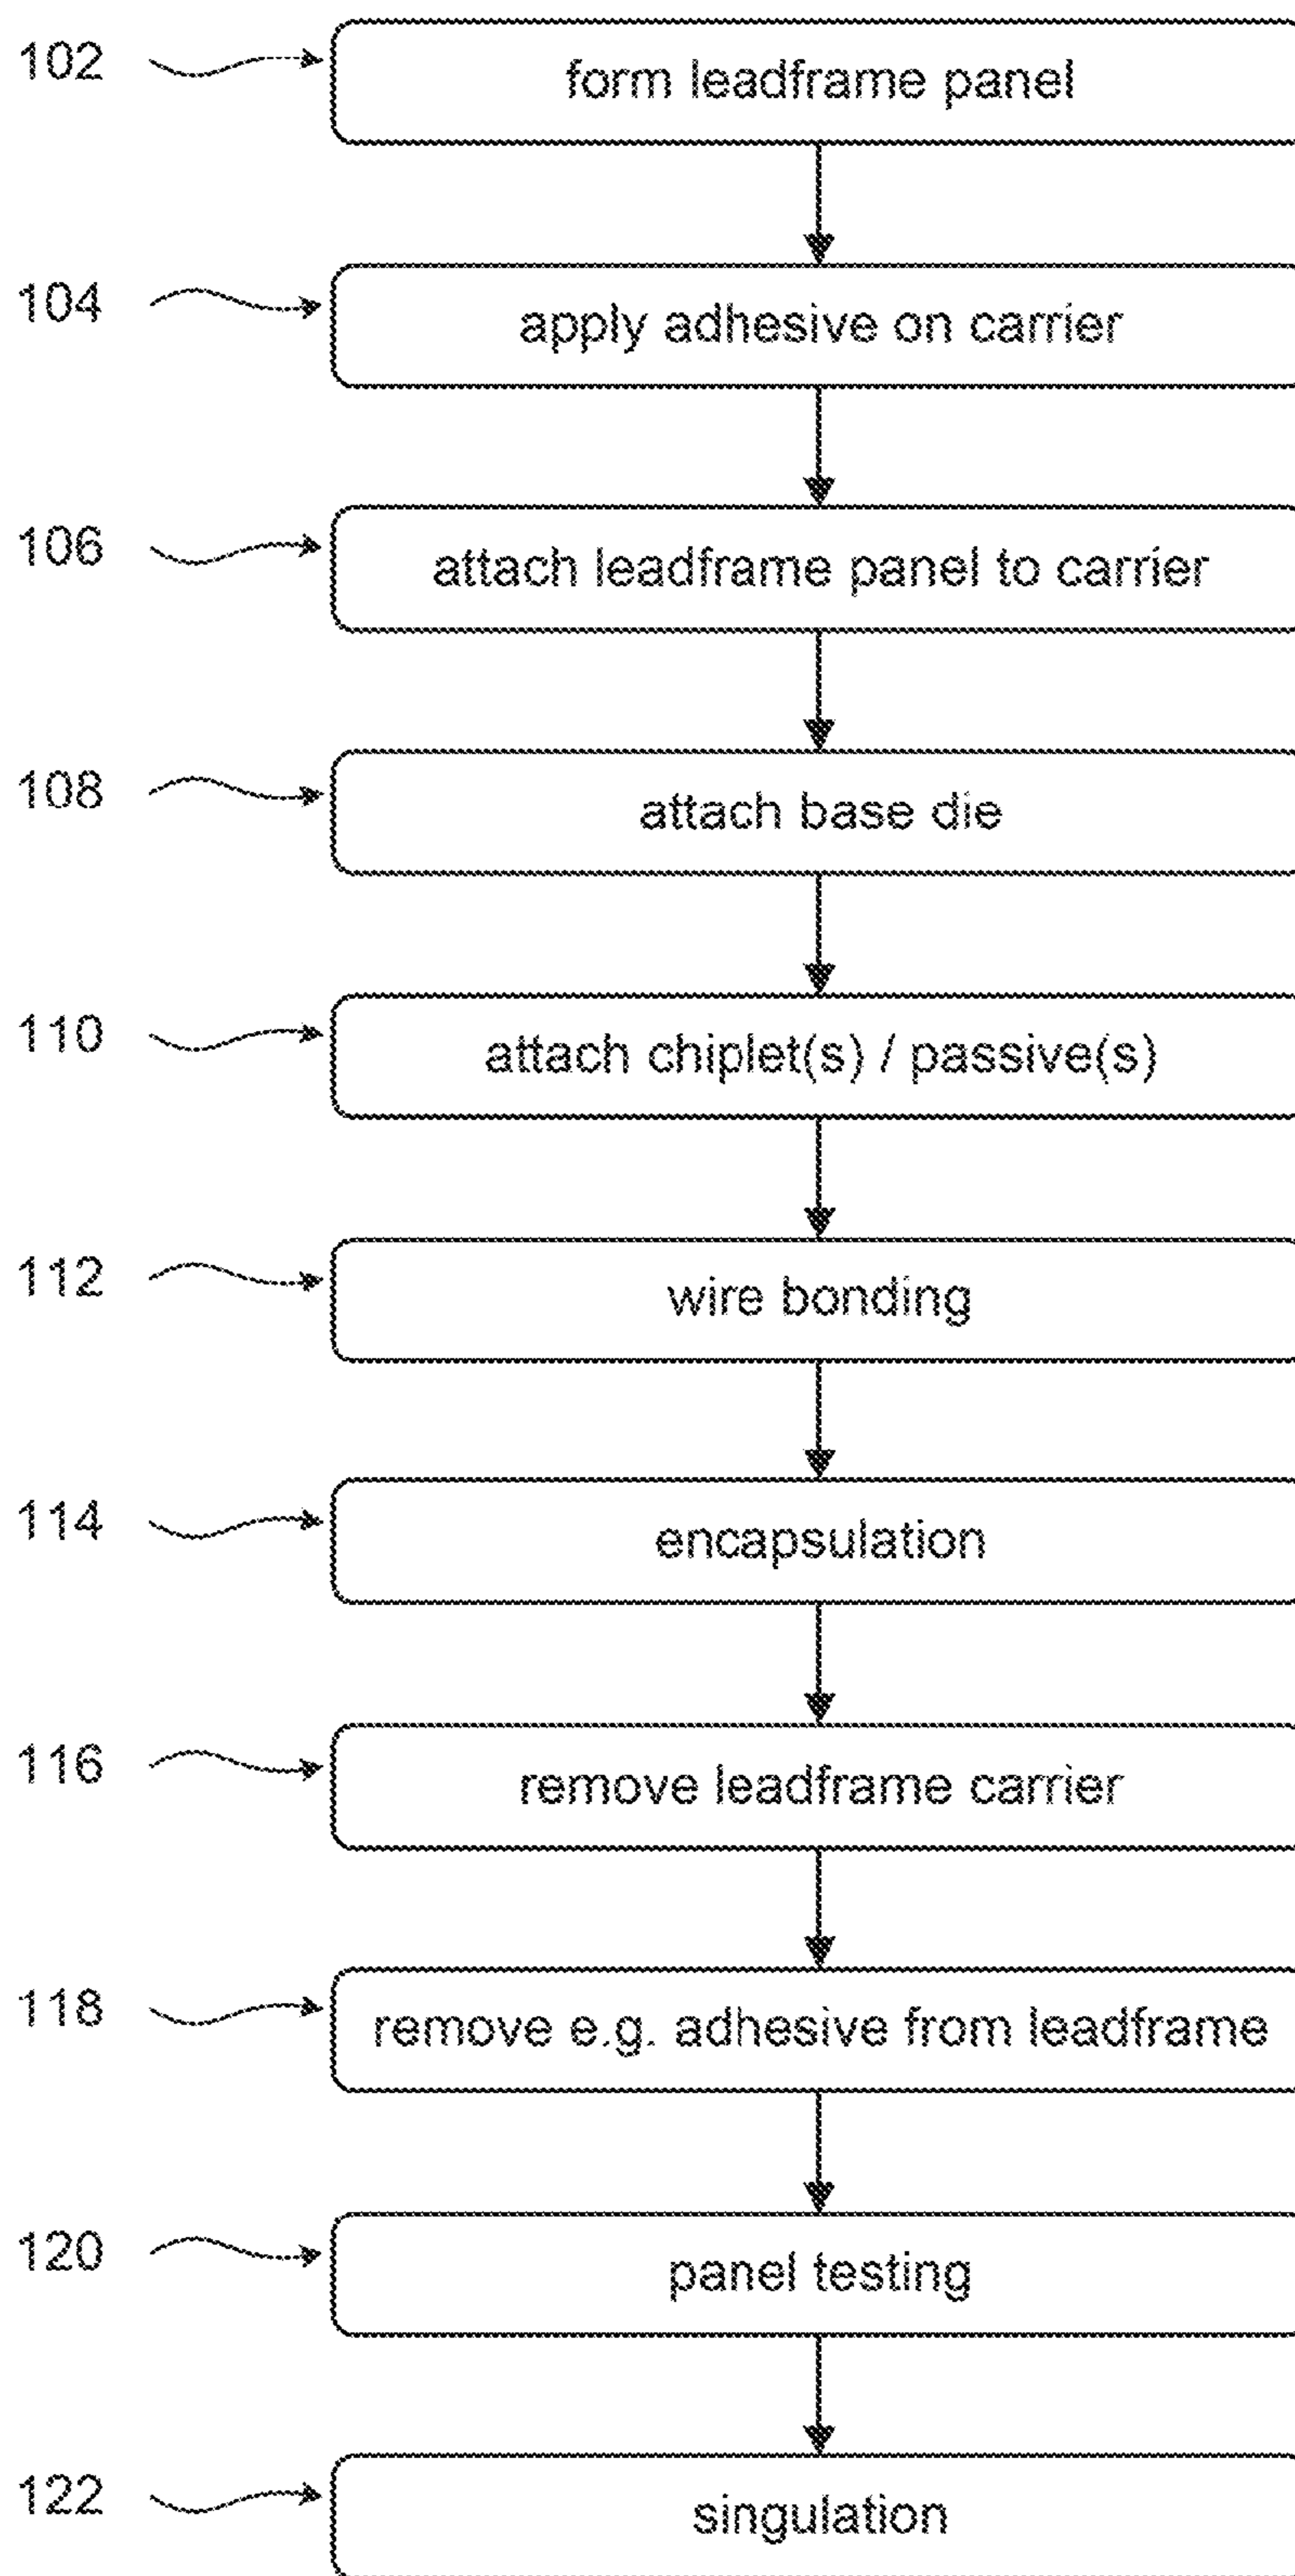 102 form leadframe panel
104 apply adhesive on carrier
106 attach leadframe panel to carrier
108 attach base die
110 attach chiplet(s) / passive(s)
112 wire bonding
114 encapsulation
116 remove leadframe carrier
118 remove e.g. adhesive from leadframe
120 panel testing
122 singulation